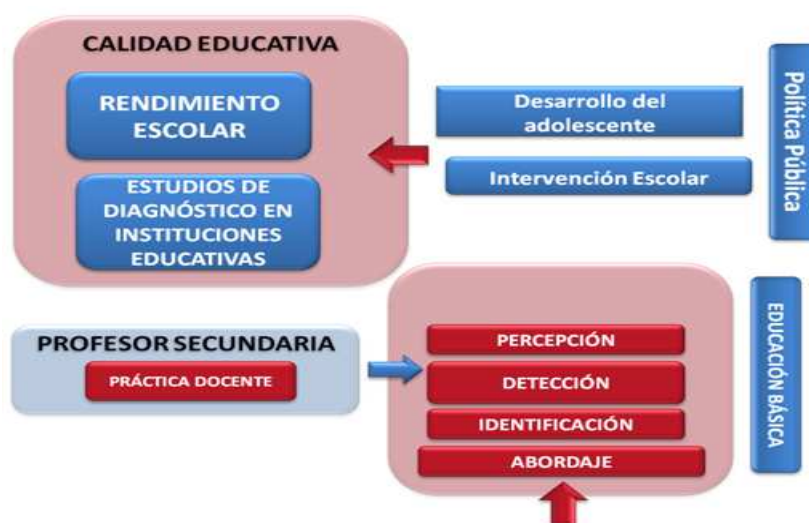 CALIDAD EDUCATIVA
RENDIMIENTO
ESCOLAR
ESTUDIOS DE
DIAGNÓSTICO EN
INSTITUCIONES
EDUCATIVAS
Desarrollo del
adolescente
Intervención Escolar
Política Pública
PROFESOR SECUNDARIA
PRÁCTICA DOCENTE
PERCEPCIÓN
DETECCIÓN
IDENTIFICACIÓN
ABORDAJE
EDUCACIÓN BÁSICA